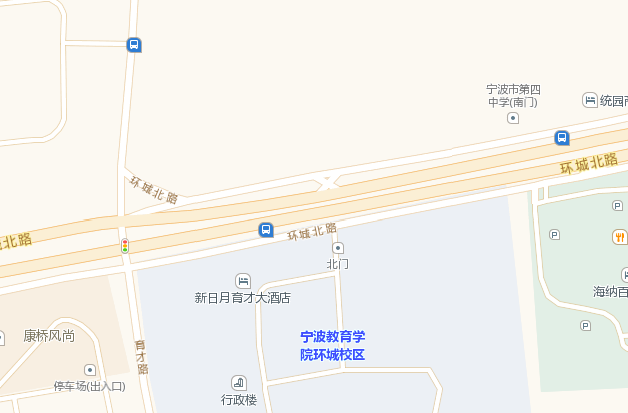 宁波市第四
中学(南门)
统园
P
环城北路
环城北路
北路
环城北路
P
P
北门
新日月育才大酒店
海纳百
康桥风尚
宁波教育学
院环城校区
P
育才路
停车场(出入口)
行政楼